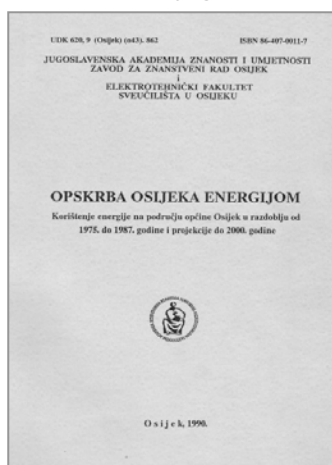 UDK 620, 9 (Osijek) (n43). 862 ISBN 86-407-0011-7
JUGOSLAVENSKA AKADEMIJA ZNANOSTI I UMJETNOSTI
ZAVOD ZA ZNANSTVENI RAD OSIJEK
i
ELEKTROTEHNIČKI FAKULTET
SVEUČILIŠTA U OSIJEKU
OPSKRBA OSIJEKA ENERGIJOM
Korištenje energije na području općine Osijek u razdoblju od
1975. do 1987. godine i projekcije do 2000. godine
Osijek, 1990.